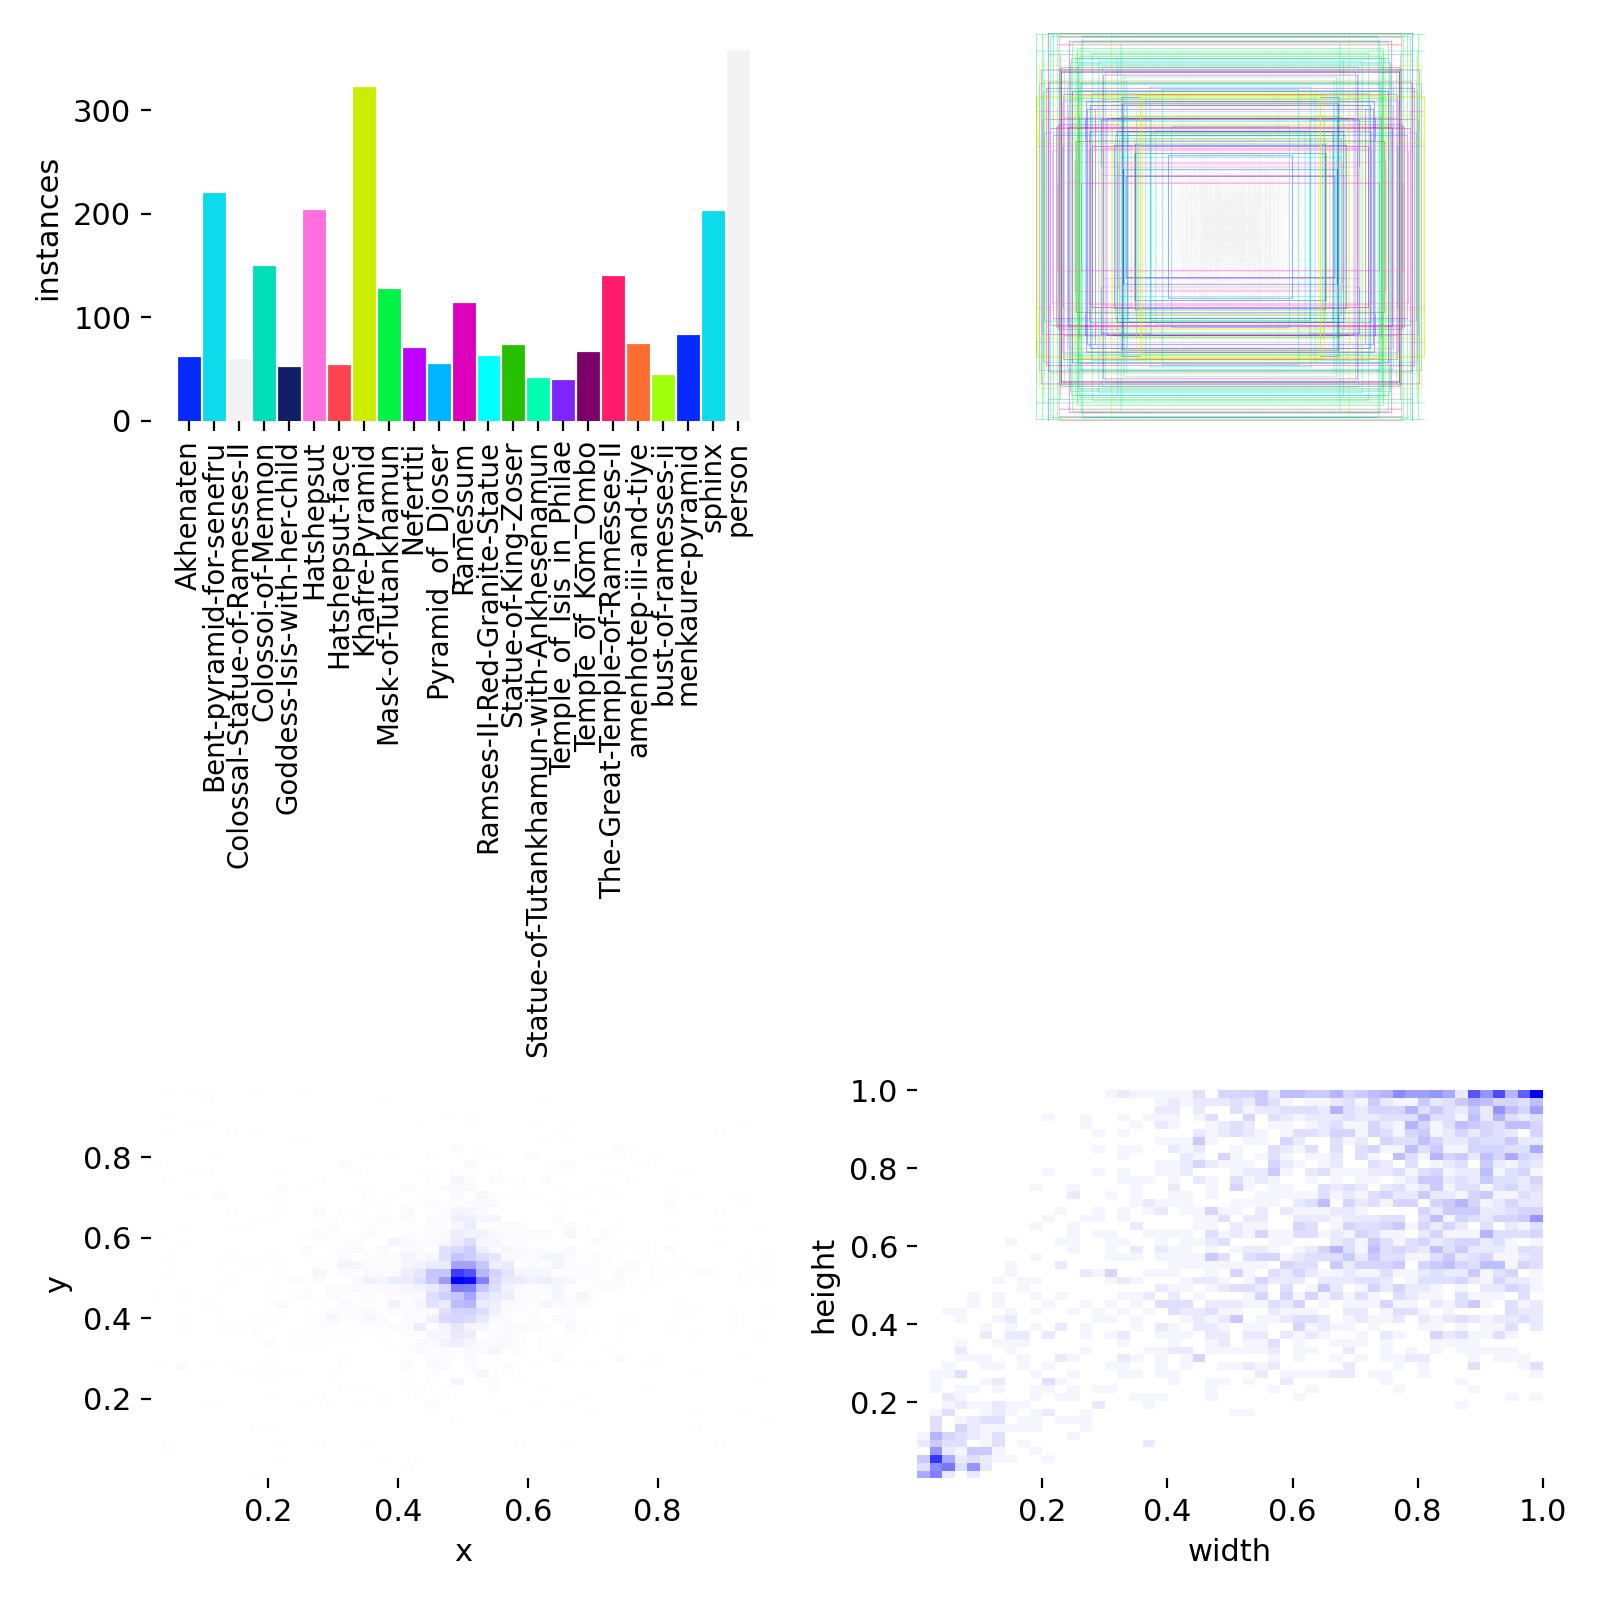 instances
300
200
100
0
Akhenaten
Bent-pyramid-for-senefru
Colossal-Statue-of-Ramesses-II
Colossoi-of-Memnon
Goddess-Isis-with-her-child
Hatshepsut
Hatshepsut-face
Khafre-Pyramid
Mask-of-Tutankhamun
Nefertiti
Pyramid_of_Djoser
Ramessum
Ramses-II-Red-Granite-Statue
Statue-of-King-Zoser
Statue-of-Tutankhamun-with-Ankhesenamun
Temple_of_Isis_in_Philae
Temple_of_Kom_Ombo
The-Great-Temple-of-Ramesses-II
amenhotep-iii-and-tiye
bust-of-ramesses-ii
menkaure-pyramid
sphinx
person
y
0.8
0.6
0.4
0.2
0.2 0.4 0.6 0.8
x
height
1.0
0.8
0.6
0.4
0.2
0.2 0.4 0.6 0.8 1.0
width